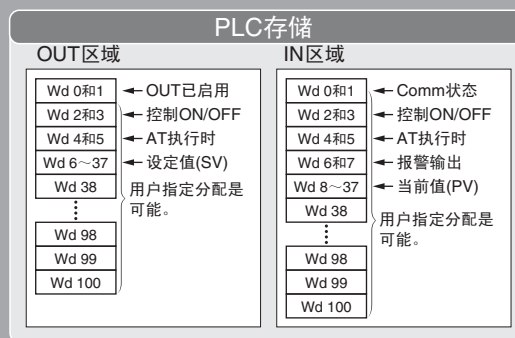 PLC存储
OUT区域
Wd 0和1
OUT已启用
Wd 2和3
控制ON/OFF
Wd 4和5
AT执行时
Wd 6～37
设定值(SV)
Wd 38
用户指定分配是
可能。
Wd 98
Wd 99
Wd 100
IN区域
Wd 0和1
Comm状态
Wd 2和3
控制ON/OFF
Wd 4和5
AT执行时
Wd 6和7
报警输出
Wd 8～37
当前值(PV)
Wd 38
用户指定分配是
可能。
Wd 98
Wd 99
Wd 100